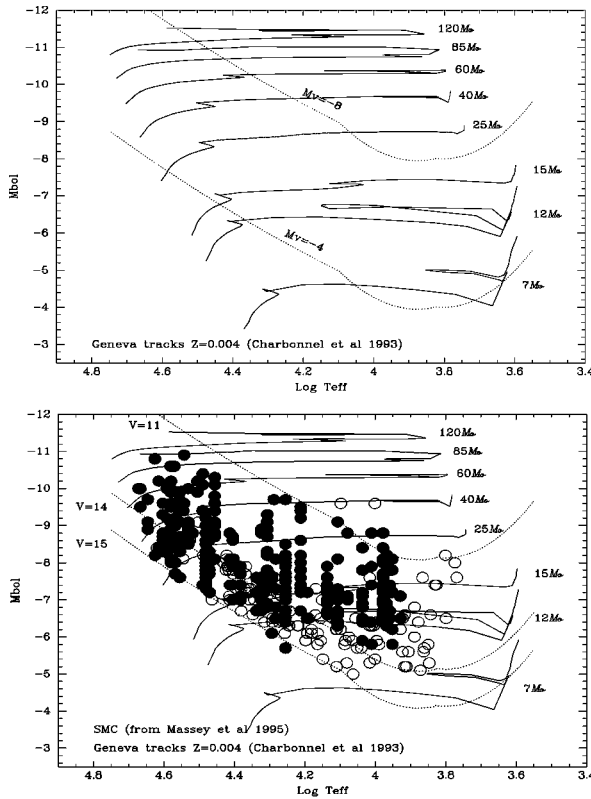 -12
-11
-10
-9
-8
-7
-6
-5
-4
-3
Mbol
120M⊙
85M⊙
60M⊙
40M⊙
25M⊙
15M⊙
12M⊙
7M⊙
Mv=-8
Mv=-4
Geneva tracks Z=0.004 (Charbonnel et al 1993)
4.8 4.6 4.4 4.2 4 3.8 3.6 3.4
Log Teff
-12
-11
-10
-9
-8
-7
-6
-5
-4
-3
Mbol
V=11
V=14
V=15
120M⊙
85M⊙
60M⊙
40M⊙
25M⊙
15M⊙
12M⊙
7M⊙
SMC (from Massey et al 1995)
Geneva tracks Z=0.004 (Charbonnel et al 1993)
4.8 4.6 4.4 4.2 4 3.8 3.6 3.4
Log Teff